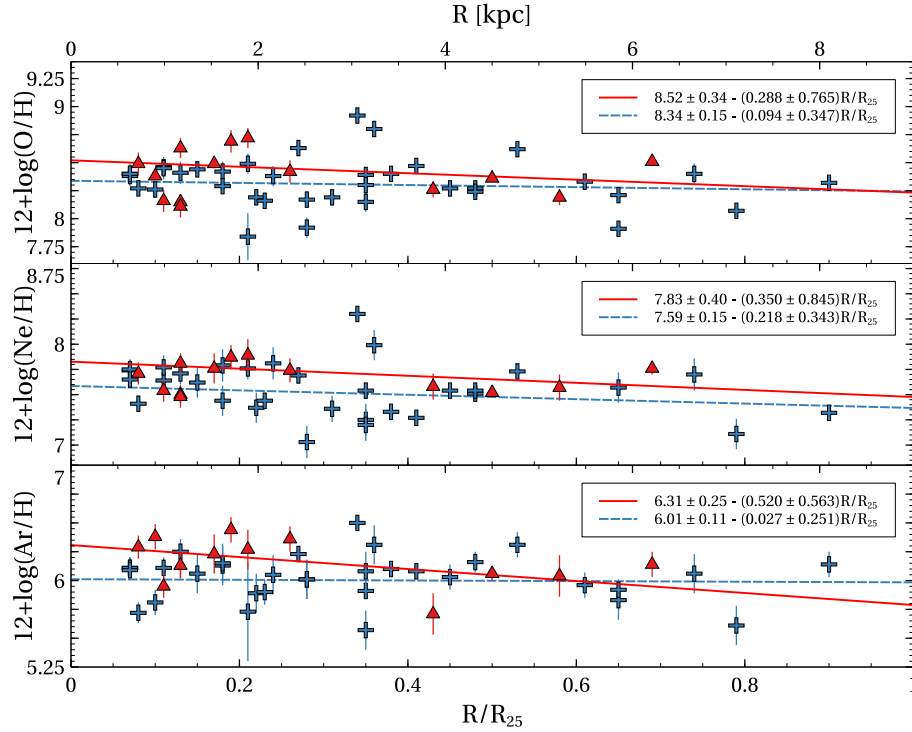 R [kpc]
0 2 4 6 8
12+log(O/H)
9.25
9
8
7.75
8.52 ± 0.34 - (0.288 ± 0.765)R/R25
8.34 ± 0.15 - (0.094 ± 0.347)R/R25
12+log(Ne/H)
8.75
8
7
7.83 ± 0.40 - (0.350 ± 0.845)R/R25
7.59 ± 0.15 - (0.218 ± 0.343)R/R25
12+log(Ar/H)
7
6
5.25
6.31 ± 0.25 - (0.520 ± 0.563)R/R25
6.01 ± 0.11 - (0.027 ± 0.251)R/R25
0 0.2 0.4 0.6 0.8 1
R/R25